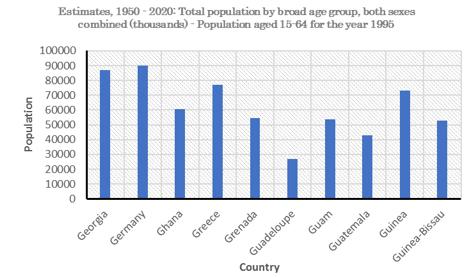 Estimates, 1950 - 2020: Total population by broad age group, both sexes
combined (thousands) - Population aged 15-64 for the year 1995
Population
100000
90000
80000
70000
60000
50000
40000
30000
20000
10000
0
Georgia
Germany
Ghana
Greece
Grenada
Guadeloupe
Guam
Guatemala
Guinea
Guinea-Bissau
Country